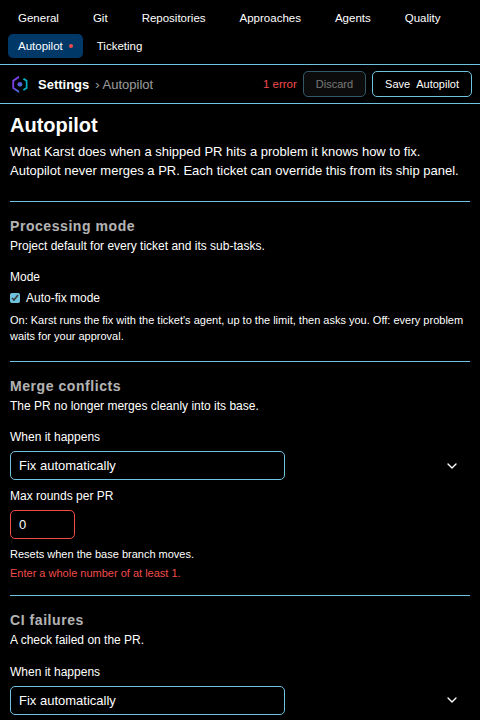 General Git Repositories Approaches Agents Quality
Autopilot Ticketing
Settings › Autopilot 1 error Discard Save Autopilot
Autopilot
What Karst does when a shipped PR hits a problem it knows how to fix.
Autopilot never merges a PR. Each ticket can override this from its ship panel.
Processing mode
Project default for every ticket and its sub-tasks.
Mode
Auto-fix mode
On: Karst runs the fix with the ticket's agent, up to the limit, then asks you. Off: every problem
waits for your approval.
Merge conflicts
The PR no longer merges cleanly into its base.
When it happens
Fix automatically
Max rounds per PR
0
Resets when the base branch moves.
Enter a whole number of at least 1.
CI failures
A check failed on the PR.
When it happens
Fix automatically